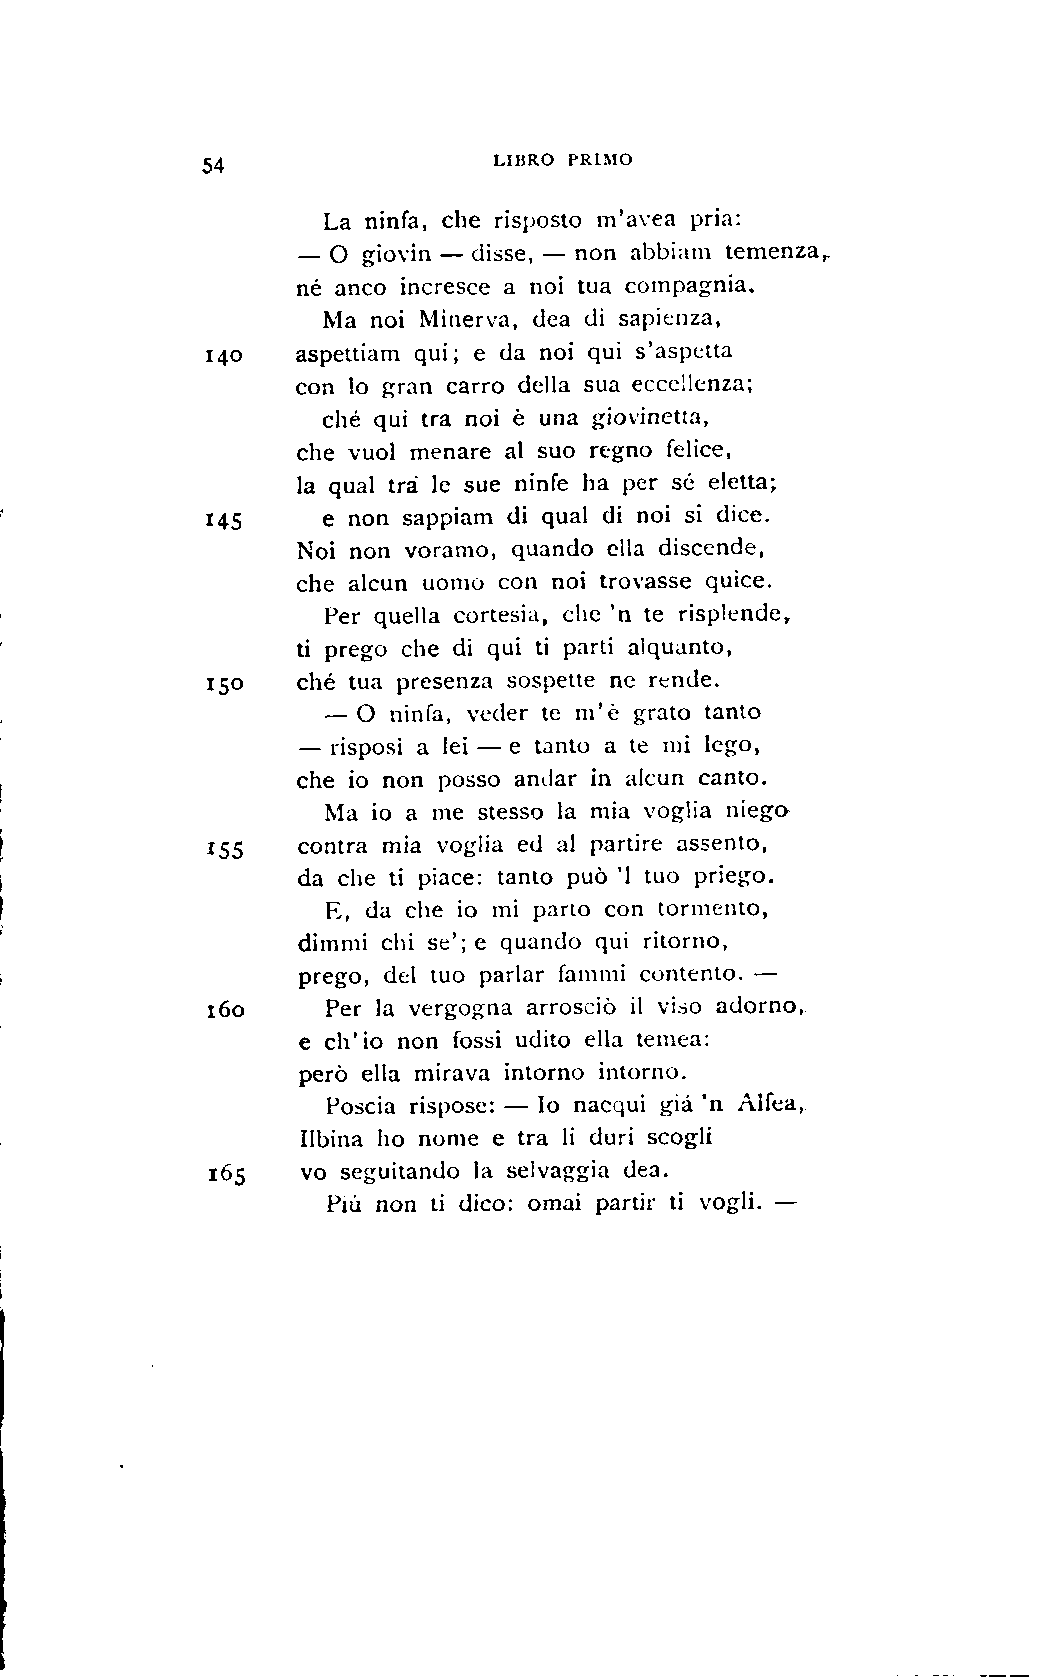 54 LIBRO PRIMO
La ninfa, che risposto m'avea pria:
— O giovin — disse, — non abbiam temenza,
né anco incresce a noi tua compagnia.
Ma noi Minerva, dea di sapienza,
140 aspettiam qui; e da noi qui s'aspetta
con lo gran carro della sua eccellenza;
ché qui tra noi è una giovinetta,
che vuol menare al suo regno felice,
la qual tra le sue ninfe ha per sé eletta;
145 e non sappiam di qual di noi si dice.
Noi non voramo, quando ella discende,
che alcun uomo con noi trovasse quice.
Per quella cortesia, che 'n te risplende,
ti prego che di qui ti parti alquanto,
150 ché tua presenza sospette ne rende.
— O ninfa, veder te m'è grato tanto
— risposi a lei — e tanto a te mi lego,
che io non posso andar in alcun canto.
Ma io a me stesso la mia voglia niego
155 contra mia voglia ed al partire assento,
da che ti piace: tanto può 'l tuo priego.
E, da che io mi parto con tormento,
dimmi chi se'; e quando qui ritorno,
prego, del tuo parlar fammi contento. —
160 Per la vergogna arrosciò il viso adorno,
e ch'io non fossi udito ella temea:
però ella mirava intorno intorno.
Poscia rispose: — Io nacqui giá 'n Alfea,
Ilbina ho nome e tra li duri scogli
165 vo seguitando la selvaggia dea.
Piú non ti dico: omai partir ti vogli. —